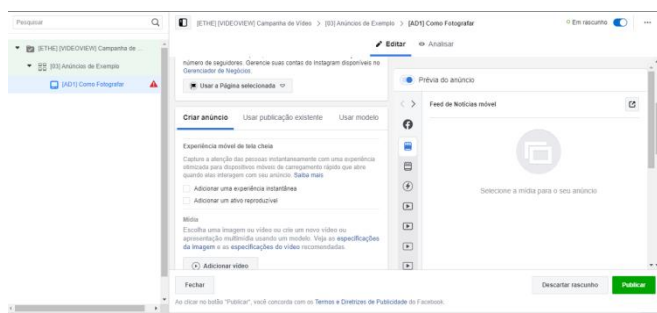 Pesquisar
[ETHE] [VIDEOVIEW] Campanha de Vídeo > [03] Anúncios de Exemplo > [AD1] Como Fotografar
Em rascunho
[ETHE] [VIDEOVIEW] Campanha de ...
[03] Anúncios de Exemplo
[AD1] Como Fotografar
Editar
Analisar
número de seguidores. Gerencie suas contas do Instagram disponíveis no
Gerenciador de Negócios.
Usar a Página selecionada
Criar anúncio Usar publicação existente Usar modelo
Experiência móvel de tela cheia
Capture a atenção das pessoas instantaneamente com uma experiência
otimizada para dispositivos móveis de carregamento rápido que abre
quando elas interagem com seu anúncio. Saiba mais
Adicionar uma experiência instantânea
Adicionar um ativo reproduzível
Mídia
Escolha uma imagem ou vídeo ou crie um novo vídeo ou
apresentação multimídia usando um modelo. Veja as especificações
da imagem e as especificações do vídeo recomendadas.
Adicionar vídeo
Prévia do anúncio
Feed de Notícias móvel
Selecione a mídia para o seu anúncio
Fechar
Descartar rascunho
Publicar
Ao clicar no botão "Publicar", você concorda com os Termos e Diretrizes de Publicidade do Facebook.